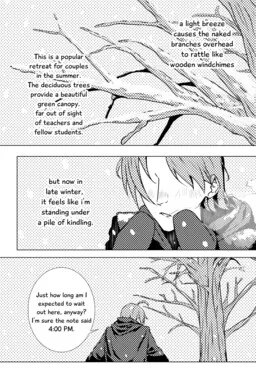 a light breeze
causes the naked
branches overhead
to rattle like
wooden windchimes
This is a popular
retreat for couples
in the summer.
The deciduous trees
provide a beautiful
green canopy.
far out of sight
of teachers and
fellow students.
but now in
late winter,
it feels like i'm
standing under
a pile of kindling.
Just how long am I
expected to wait
out here, anyway?
I'm sure the note said
4:00 PM.